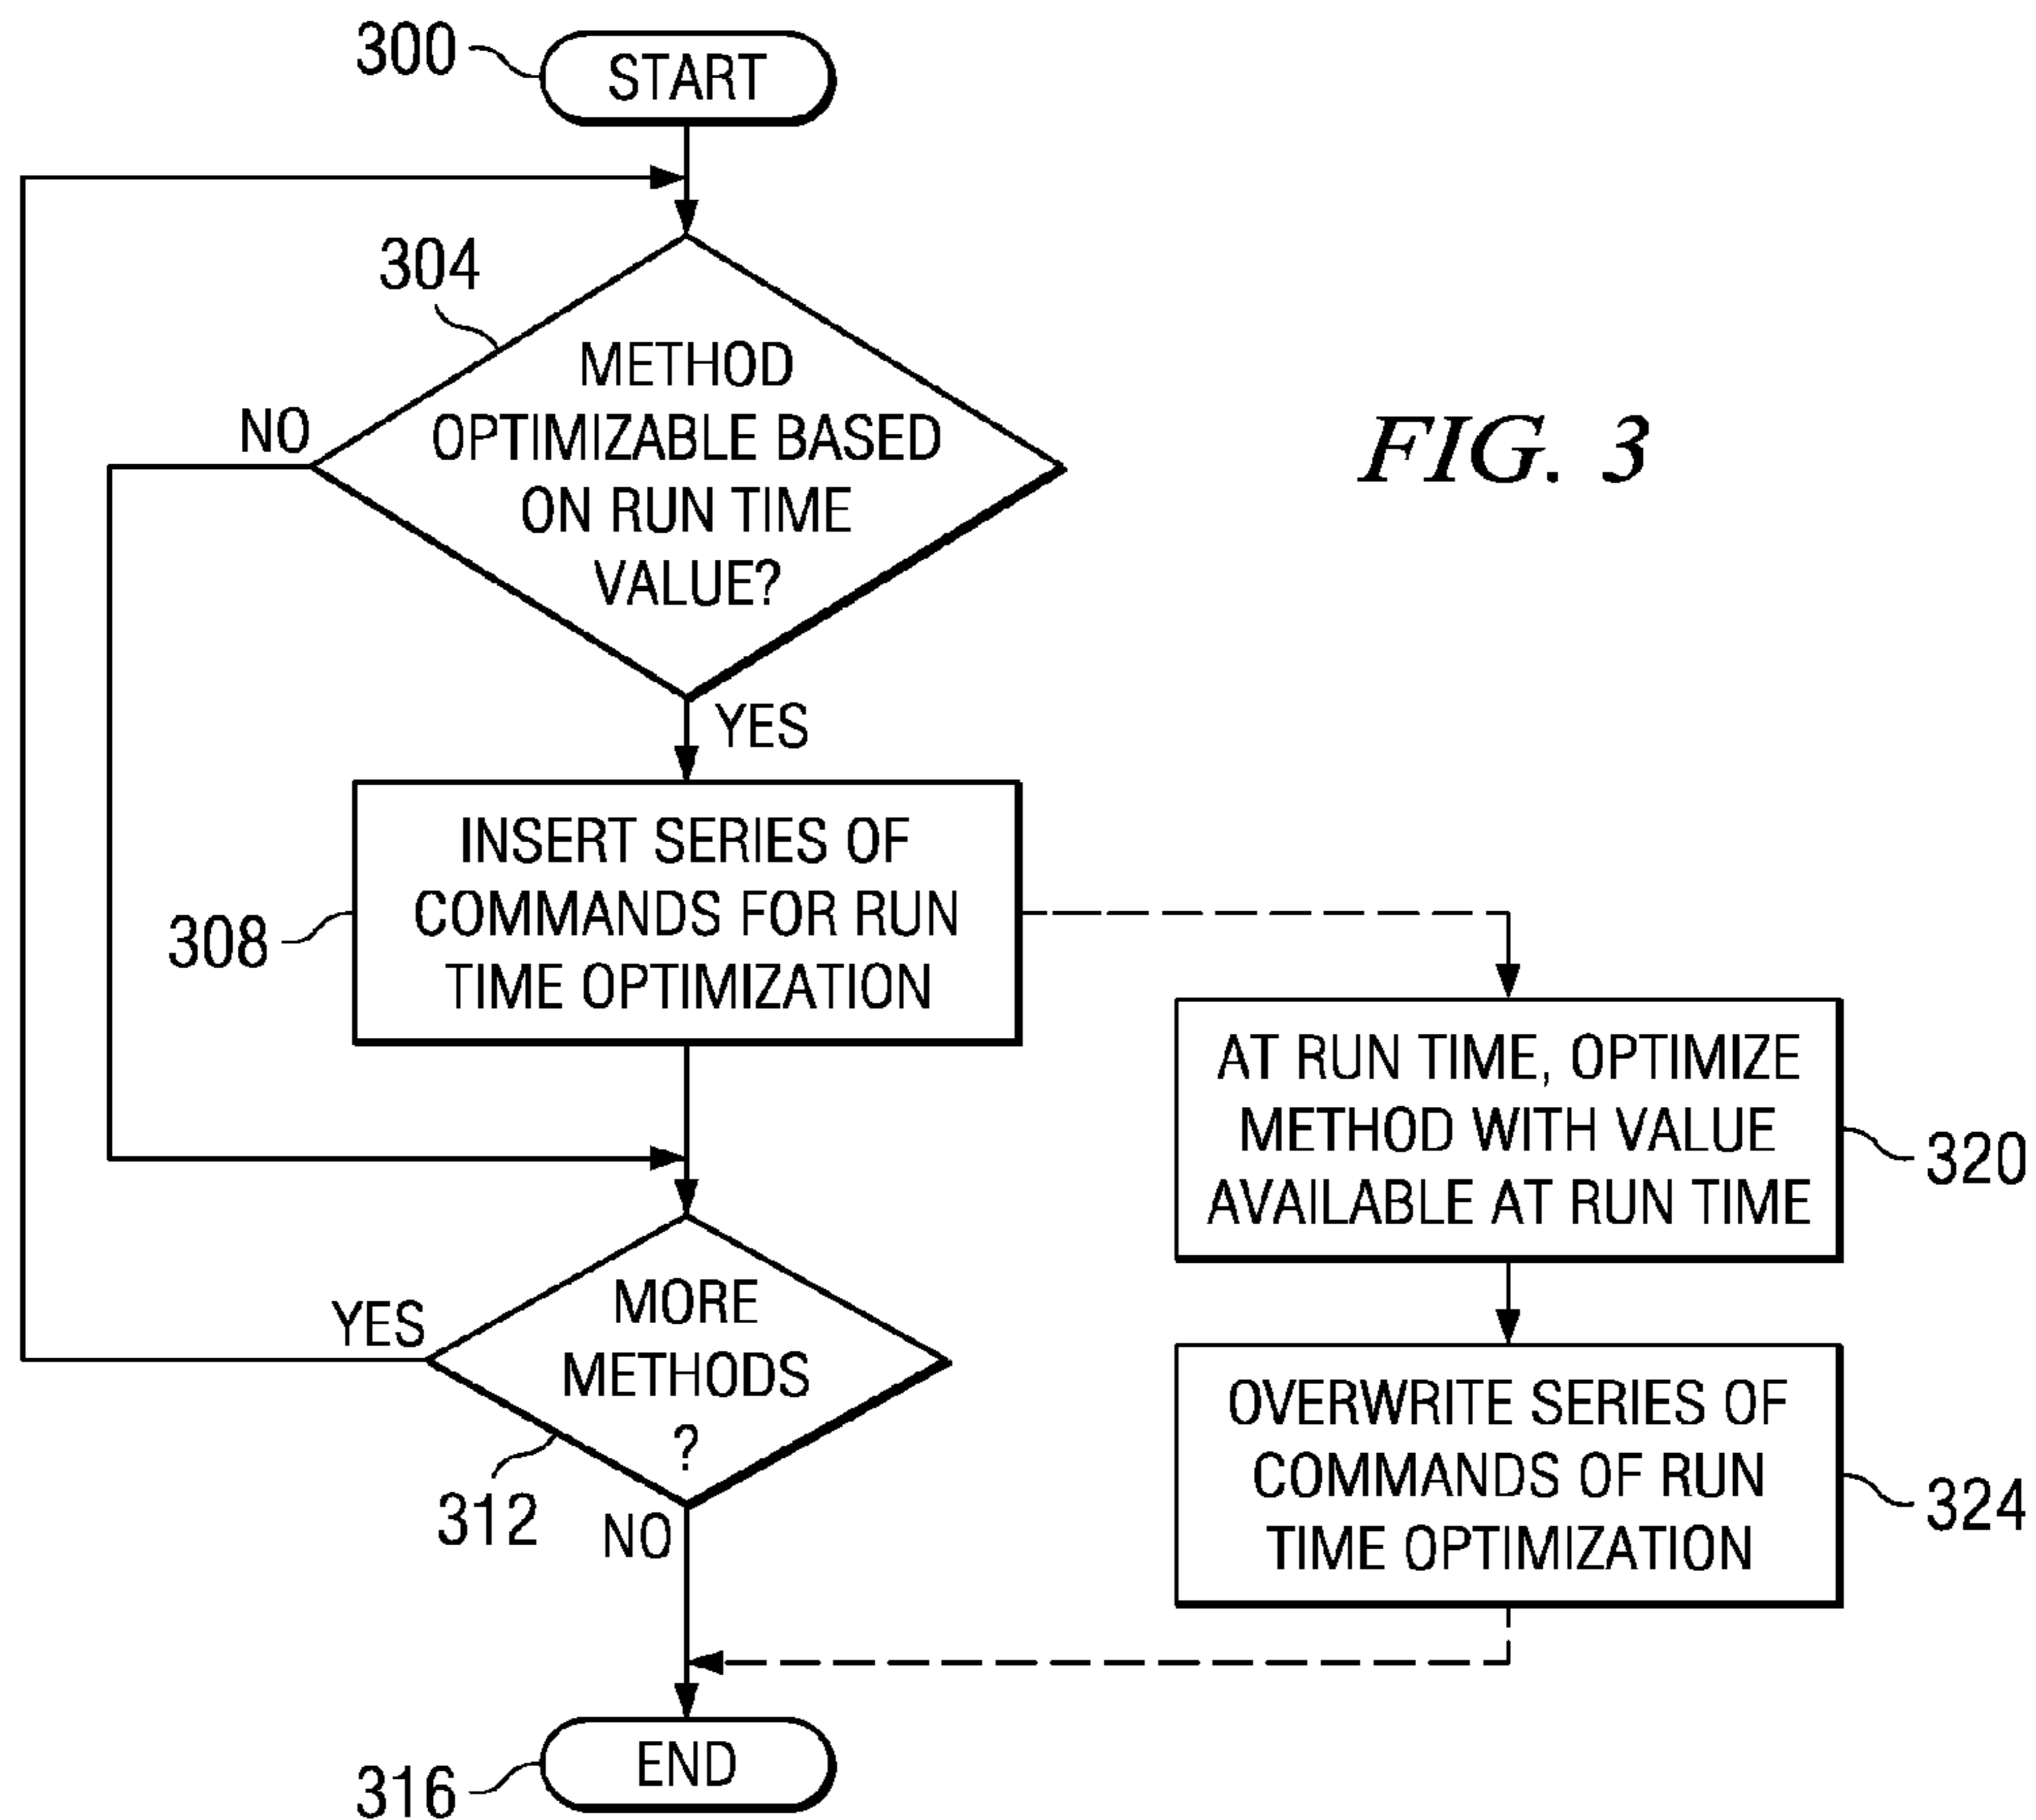 300
START
304
METHOD
OPTIMIZABLE BASED
ON RUN TIME
VALUE?
NO
FIG. 3
YES
INSERT SERIES OF
COMMANDS FOR RUN
TIME OPTIMIZATION
308
AT RUN TIME, OPTIMIZE
METHOD WITH VALUE
AVAILABLE AT RUN TIME
320
MORE
METHODS
?
YES
312
NO
OVERWRITE SERIES OF
COMMANDS OF RUN
TIME OPTIMIZATION
324
END
316